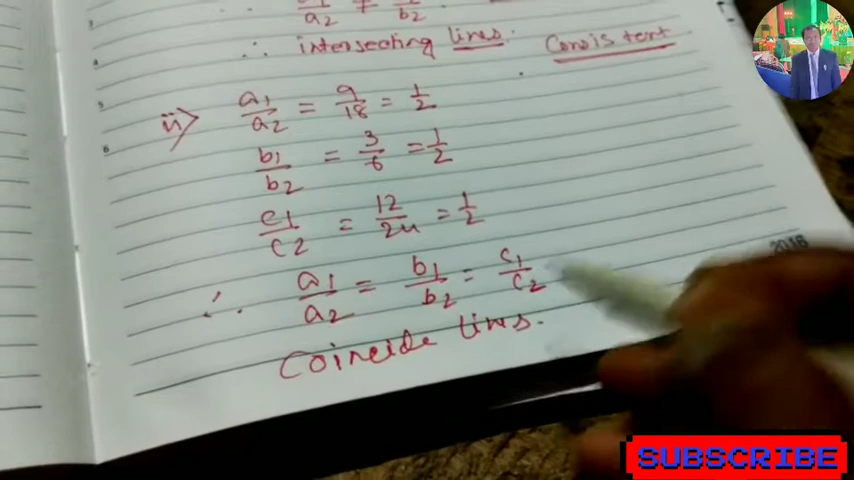 a₂ ≠ b₂.
∴ intersecting lines. Consistent
ii> a₁/a₂ = 9/18 = 1/2
b₁/b₂ = 3/6 = 1/2
c₁/c₂ = 12/24 = 1/2
∴ a₁/a₂ = b₁/b₂ = c₁/c₂
Coincide lines.
2016
SUBSCRIBE